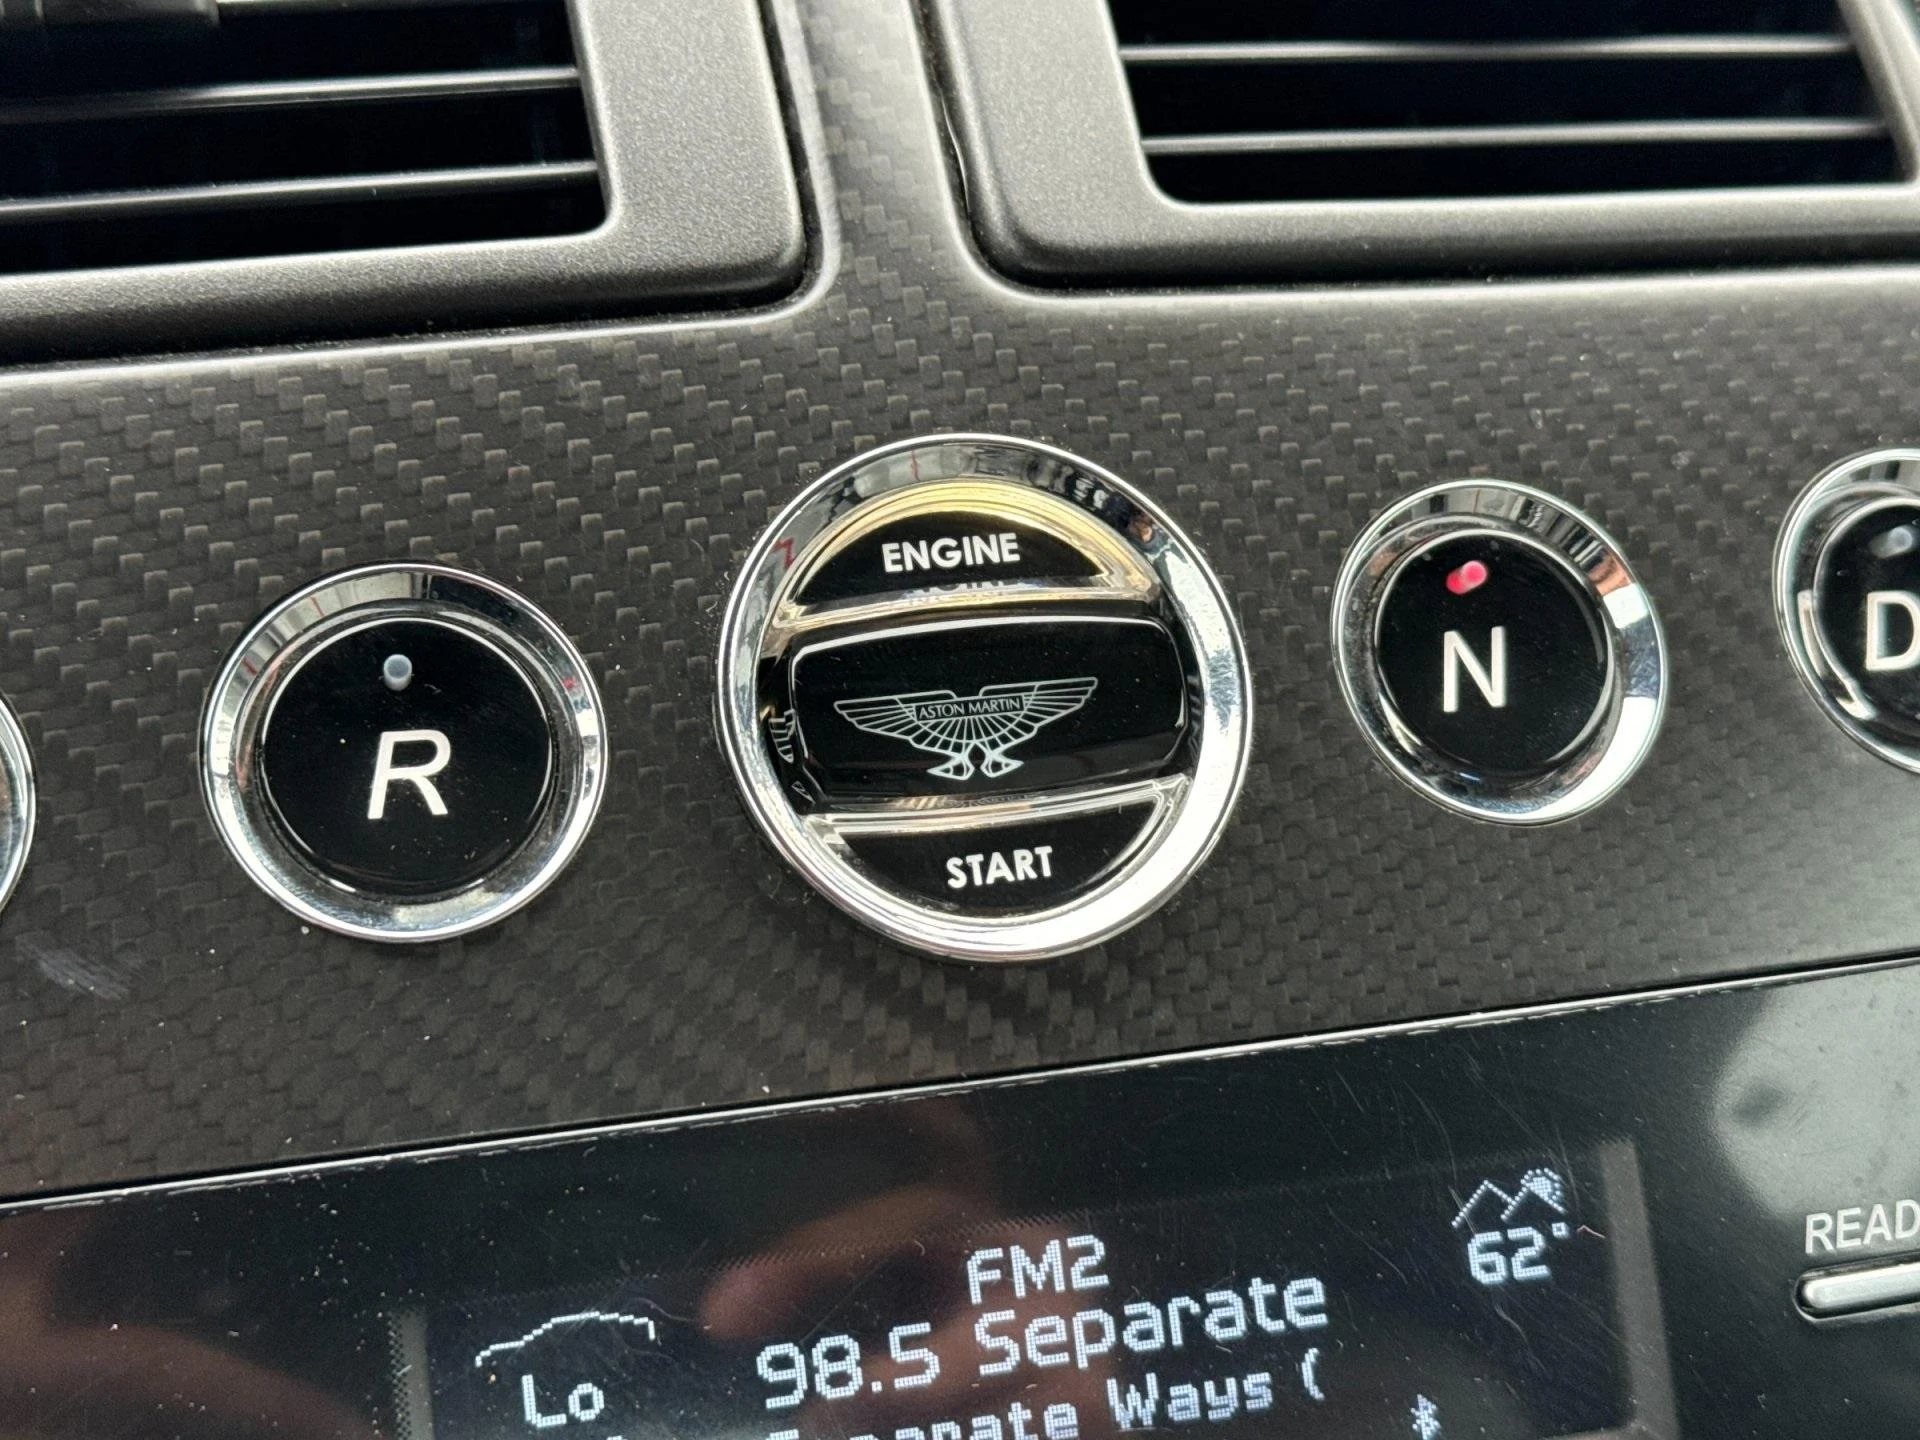 ENGINE
ASTON MARTIN
START
R
N
D
READ
62°
FM2
98.5 Separate
Lo
Separate Ways (